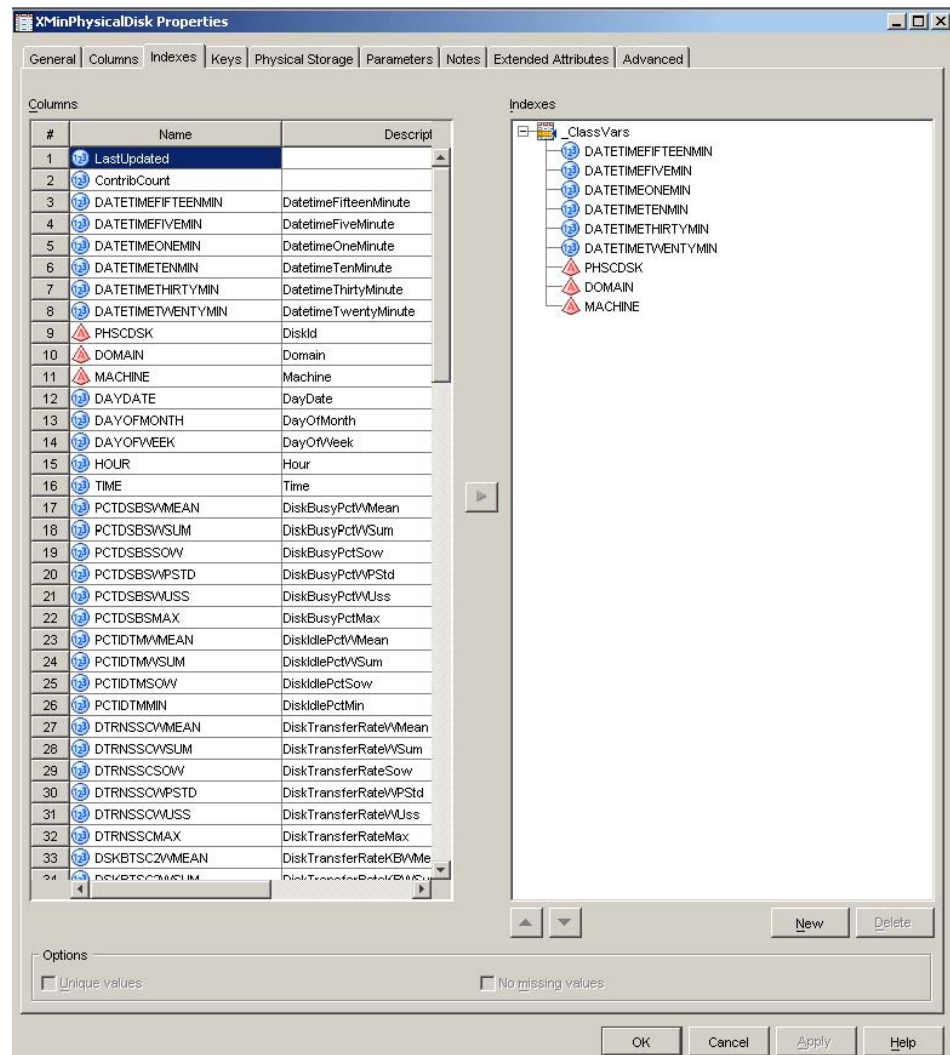 XMinPhysicalDisk Properties
General Columns Indexes Keys Physical Storage Parameters Notes Extended Attributes Advanced
Columns
# Name Descript
1 LastUpdated
2 ContribCount
3 DATETIMEFIFTEENMIN DatetimeFifteenMinute
4 DATETIMEFIVEMIN DatetimeFiveMinute
5 DATETIMEONEMIN DatetimeOneMinute
6 DATETIMETENMIN DatetimeTenMinute
7 DATETIMETHIRTYMIN DatetimeThirtyMinute
8 DATETIMETWENTYMIN DatetimeTwentyMinute
9 PHSCDSK DiskId
10 DOMAIN Domain
11 MACHINE Machine
12 DAYDATE DayDate
13 DAYOFMONTH DayOfMonth
14 DAYOFWEEK DayOfWeek
15 HOUR Hour
16 TIME Time
17 PCTDSBSWMEAN DiskBusyPctWMean
18 PCTDSBSWSUM DiskBusyPctWSum
19 PCTDSBSSOW DiskBusyPctSow
20 PCTDSBSWPSTD DiskBusyPctWPStd
21 PCTDSBSWUSS DiskBusyPctWUss
22 PCTDSBSMAX DiskBusyPctMax
23 PCTIDTMWMEAN DiskIdlePctWMean
24 PCTIDTMWSUM DiskIdlePctWSum
25 PCTIDTMSOW DiskIdlePctSow
26 PCTIDTMMIN DiskIdlePctMin
27 DTRNSSCWMEAN DiskTransferRateWMean
28 DTRNSSCWSUM DiskTransferRateWSum
29 DTRNSSCSOW DiskTransferRateSow
30 DTRNSSCWPSTD DiskTransferRateWPStd
31 DTRNSSCWUSS DiskTransferRateWUss
32 DTRNSSCMAX DiskTransferRateMax
33 DSKBTSC2WMEAN DiskTransferRateKBWMe
34 DSKBTSC2WSUM DiskTransferRateKBWSu
Indexes
_ClassVars
DATETIMEFIFTEENMIN
DATETIMEFIVEMIN
DATETIMEONEMIN
DATETIMETENMIN
DATETIMETHIRTYMIN
DATETIMETWENTYMIN
PHSCDSK
DOMAIN
MACHINE
New Delete
Options
Unique values No missing values
OK Cancel Apply Help